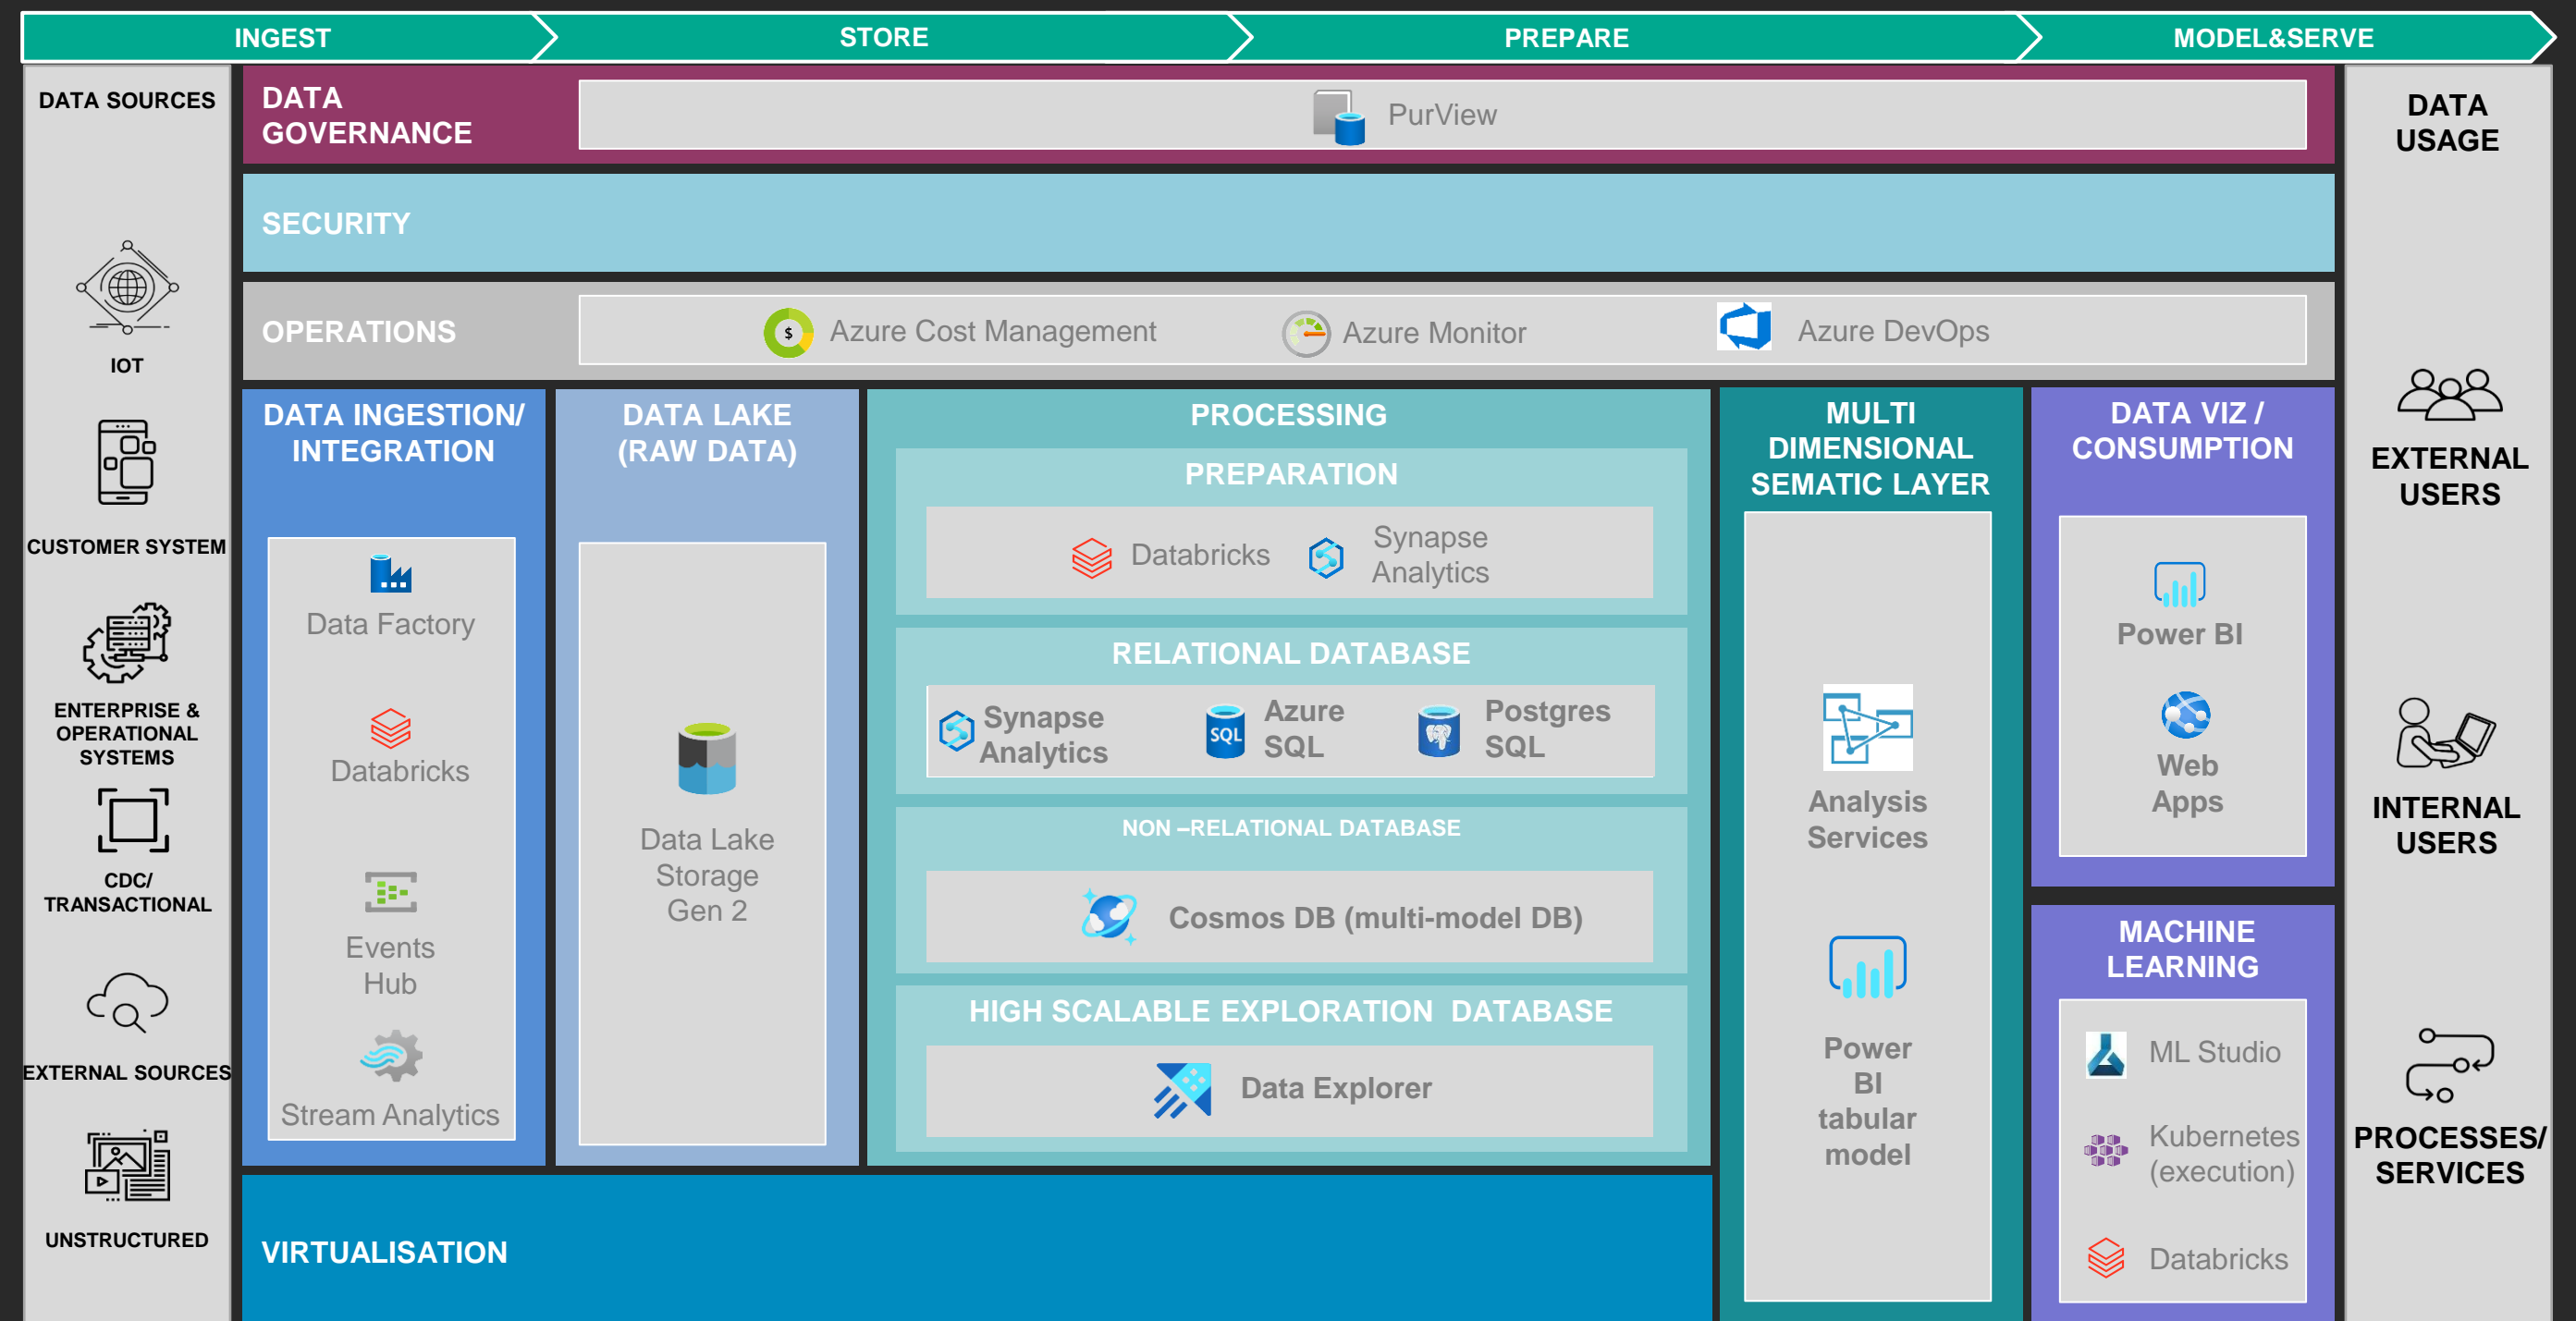 INGEST
STORE
PREPARE
MODEL&SERVE
DATA SOURCES
IOT
CUSTOMER SYSTEM
ENTERPRISE &
OPERATIONAL
SYSTEMS
CDC/
TRANSACTIONAL
EXTERNAL SOURCES
UNSTRUCTURED
DATA
GOVERNANCE
PurView
SECURITY
OPERATIONS
Azure Cost Management
Azure Monitor
Azure DevOps
DATA INGESTION/
INTEGRATION
Data Factory
Databricks
Events
Hub
Stream Analytics
DATA LAKE
(RAW DATA)
Data Lake
Storage
Gen 2
PROCESSING
PREPARATION
Databricks
Synapse
Analytics
RELATIONAL DATABASE
Synapse
Analytics
SQL
Azure
SQL
Postgres
SQL
NON –RELATIONAL DATABASE
Cosmos DB (multi-model DB)
HIGH SCALABLE EXPLORATION DATABASE
Data Explorer
VIRTUALISATION
MULTI
DIMENSIONAL
SEMATIC LAYER
Analysis
Services
Power
BI
tabular
model
DATA VIZ /
CONSUMPTION
Power BI
Web
Apps
MACHINE
LEARNING
ML Studio
Kubernetes
(execution)
Databricks
DATA
USAGE
EXTERNAL
USERS
INTERNAL
USERS
PROCESSES/
SERVICES